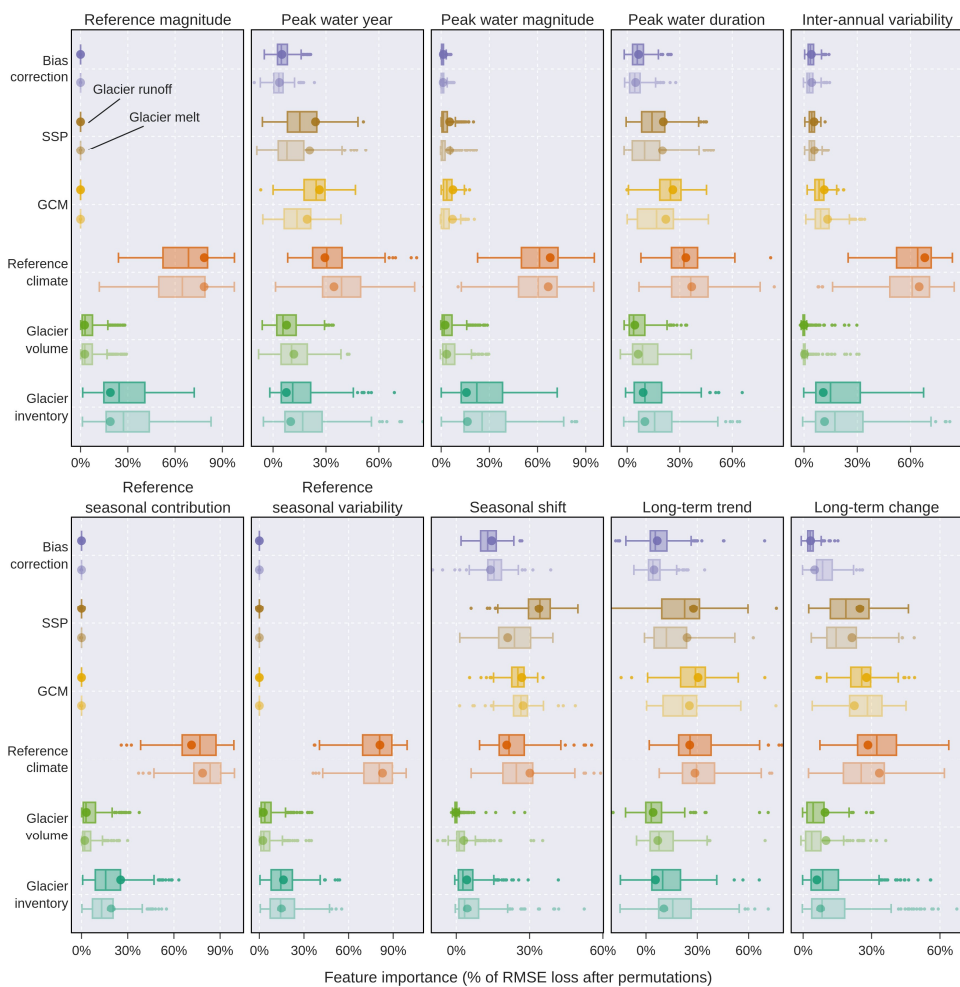 Reference magnitude
Peak water year
Peak water magnitude
Peak water duration
Inter-annual variability
Bias
correction
Glacier runoff
Glacier melt
SSP
GCM
Reference
climate
Glacier
volume
Glacier
inventory
0% 30% 60% 90%
0% 30% 60%
0% 30% 60% 90%
0% 30% 60%
0% 30% 60%
Reference
seasonal contribution
Reference
seasonal variability
Seasonal shift
Long-term trend
Long-term change
Bias
correction
SSP
GCM
Reference
climate
Glacier
volume
Glacier
inventory
0% 30% 60% 90%
0% 30% 60% 90%
0% 20% 40% 60%
0% 30% 60%
0% 30% 60%
Feature importance (% of RMSE loss after permutations)